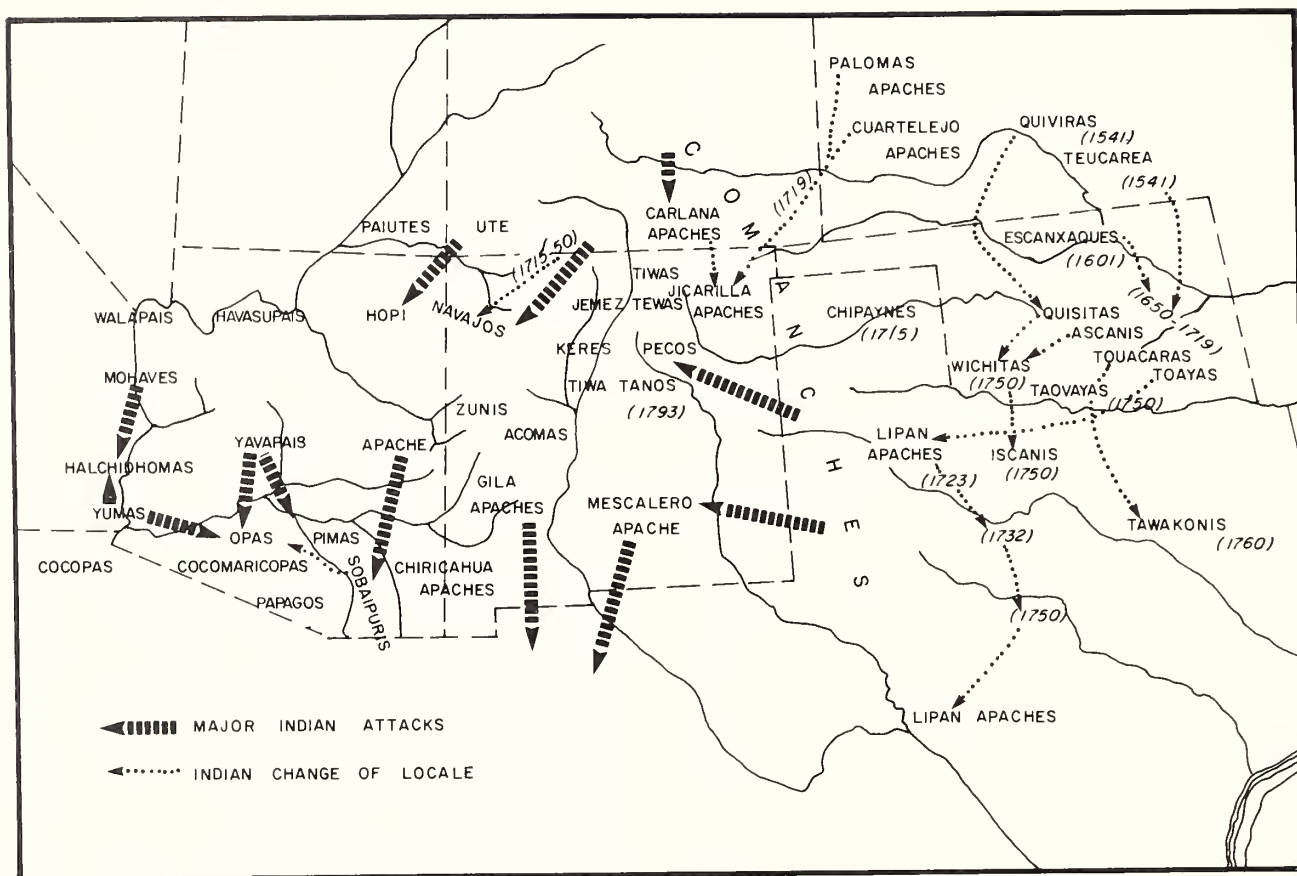 PALOMAS
APACHES
CUARTELEJO
APACHES
QUIVIRAS
(1541)
TEUCAREA
(1541)
COMANCHES
(1719)
CARLANA
APACHES
PAIUTES
UTE
(1715-50)
ESCANXAQUES
(1601)
TIWAS
JICARILLA
APACHES
JEMEZ
TEWAS
(1650-1719)
WALAPAIS
HAVASUPAIS
HOPI
NAVAJOS
CHIPAYNES
(1715)
QUISITAS
ASCANIS
KERES
PECOS
WICHITAS
(1750)
TOUACARAS
TOAYAS
MOHAVES
TIWA
TANOS
(1793)
TAOVAYAS
(1750)
ZUNIS
ACOMAS
YAVAPAIS
APACHE
LIPAN
APACHES
(1723)
ISCANIS
(1750)
HALCHIDHOMAS
GILA
APACHES
MESCALERO
APACHE
YUMAS
OPAS
PIMAS
(1732)
TAWAKONIS
(1760)
COCOPAS
COCOMARICOPAS
SOBAIPURIS
CHIRICAHUA
APACHES
PAPAGOS
(1750)
LIPAN APACHES
MAJOR INDIAN ATTACKS
INDIAN CHANGE OF LOCALE